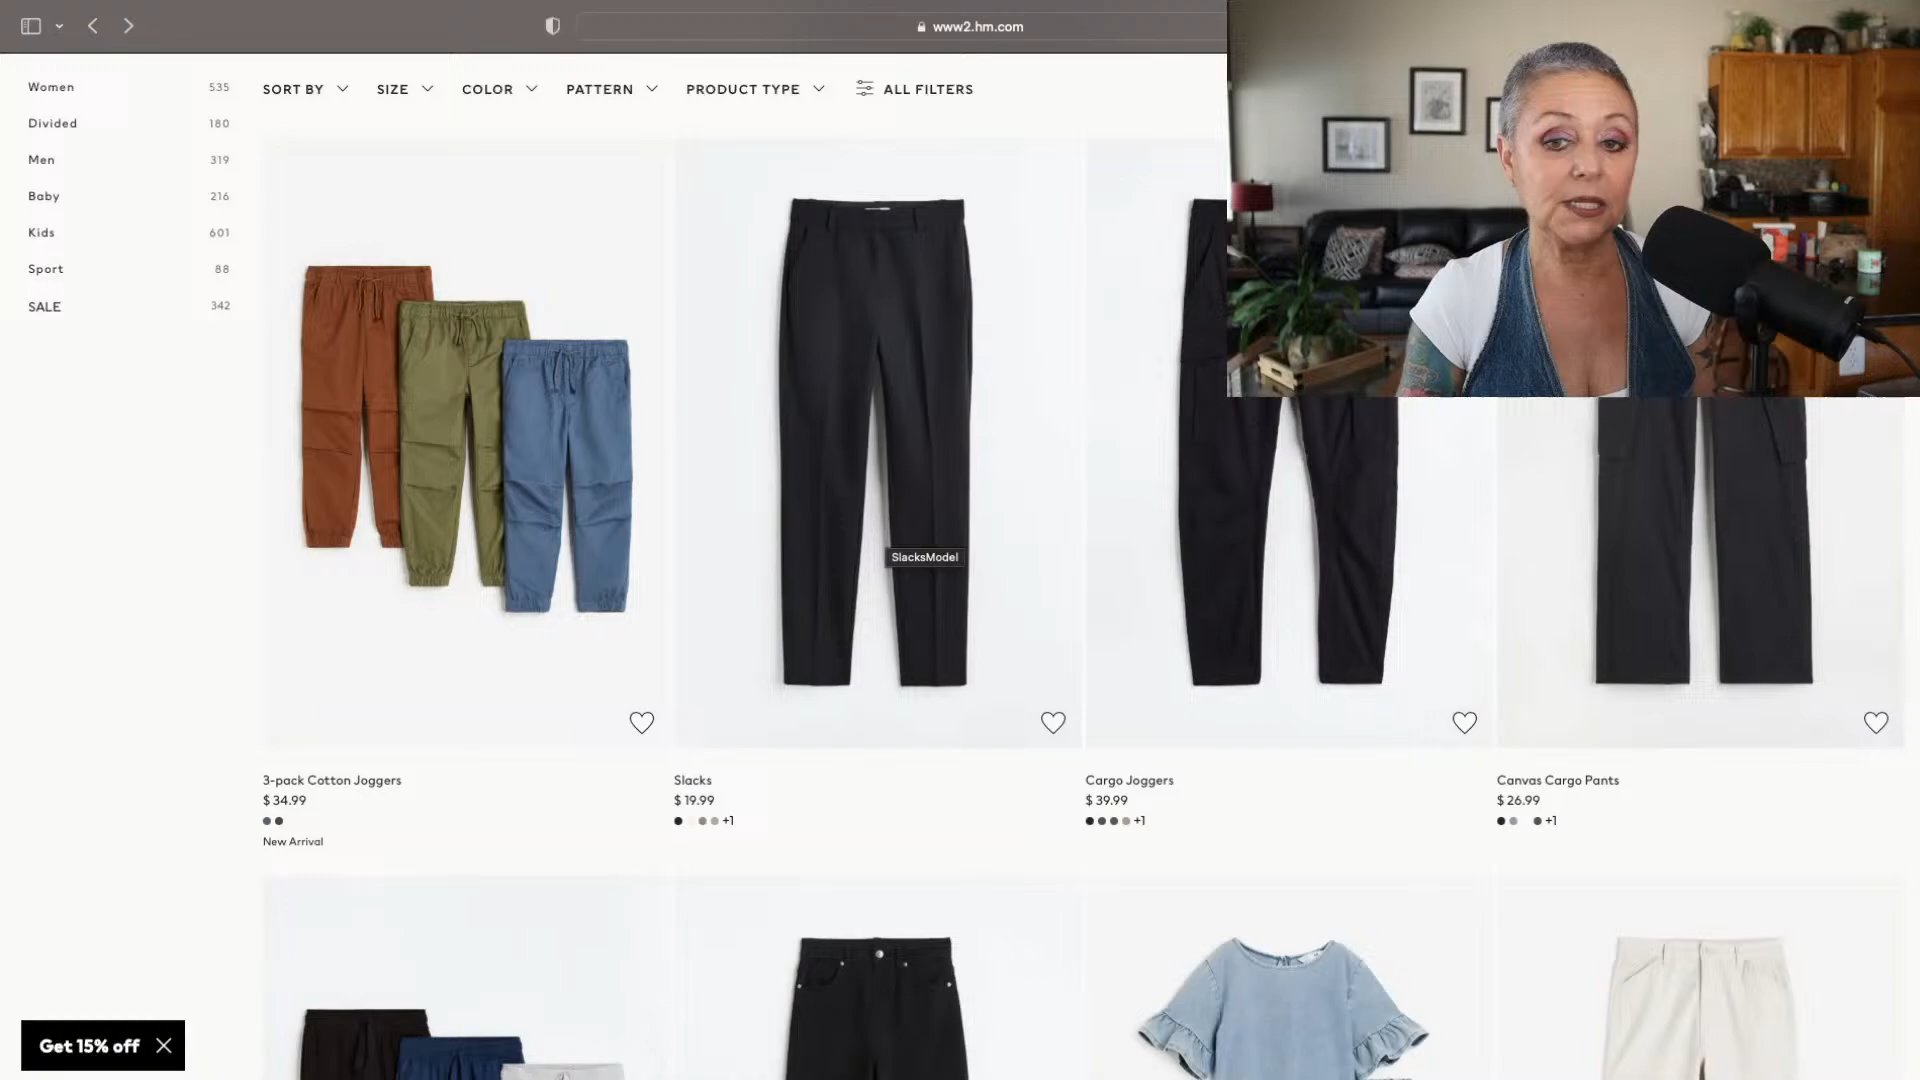 www2.hm.com
Women 535
Divided 180
Men 319
Baby 216
Kids 601
Sport 88
SALE 342
SORT BY SIZE COLOR PATTERN PRODUCT TYPE ALL FILTERS
SlacksModel
3-pack Cotton Joggers
$ 34.99
New Arrival
Slacks
$ 19.99
+1
Cargo Joggers
$ 39.99
+1
Canvas Cargo Pants
$ 26.99
+1
Get 15% off